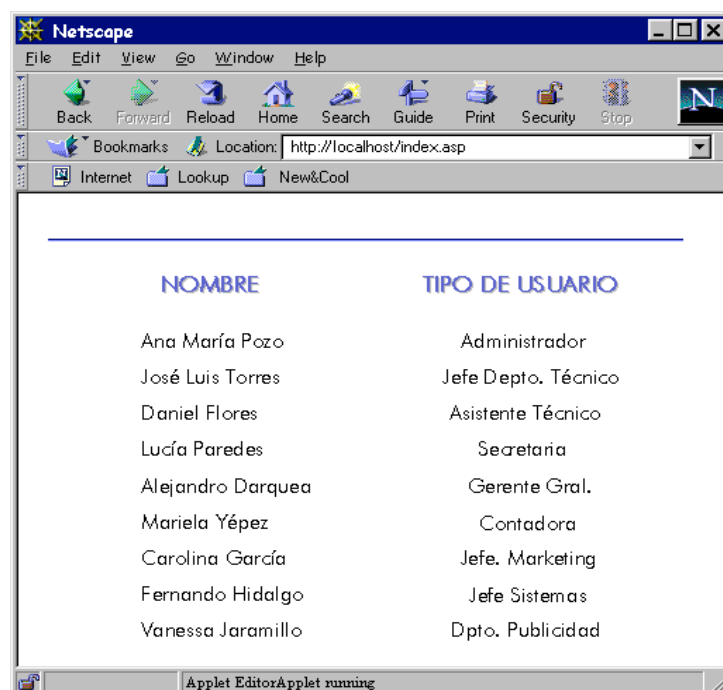 Netscape
File Edit View Go Window Help
Back Forward Reload Home Search Guide Print Security Stop
N
Bookmarks Location: http://localhost/index.asp
Internet Lookup New&Cool
NOMBRE TIPO DE USUARIO
Ana María Pozo Administrador
José Luis Torres Jefe Depto. Técnico
Daniel Flores Asistente Técnico
Lucía Paredes Secretaria
Alejandro Darquea Gerente Gral.
Mariela Yépez Contadora
Carolina García Jefe. Marketing
Fernando Hidalgo Jefe Sistemas
Vanessa Jaramillo Dpto. Publicidad
Applet EditorApplet running